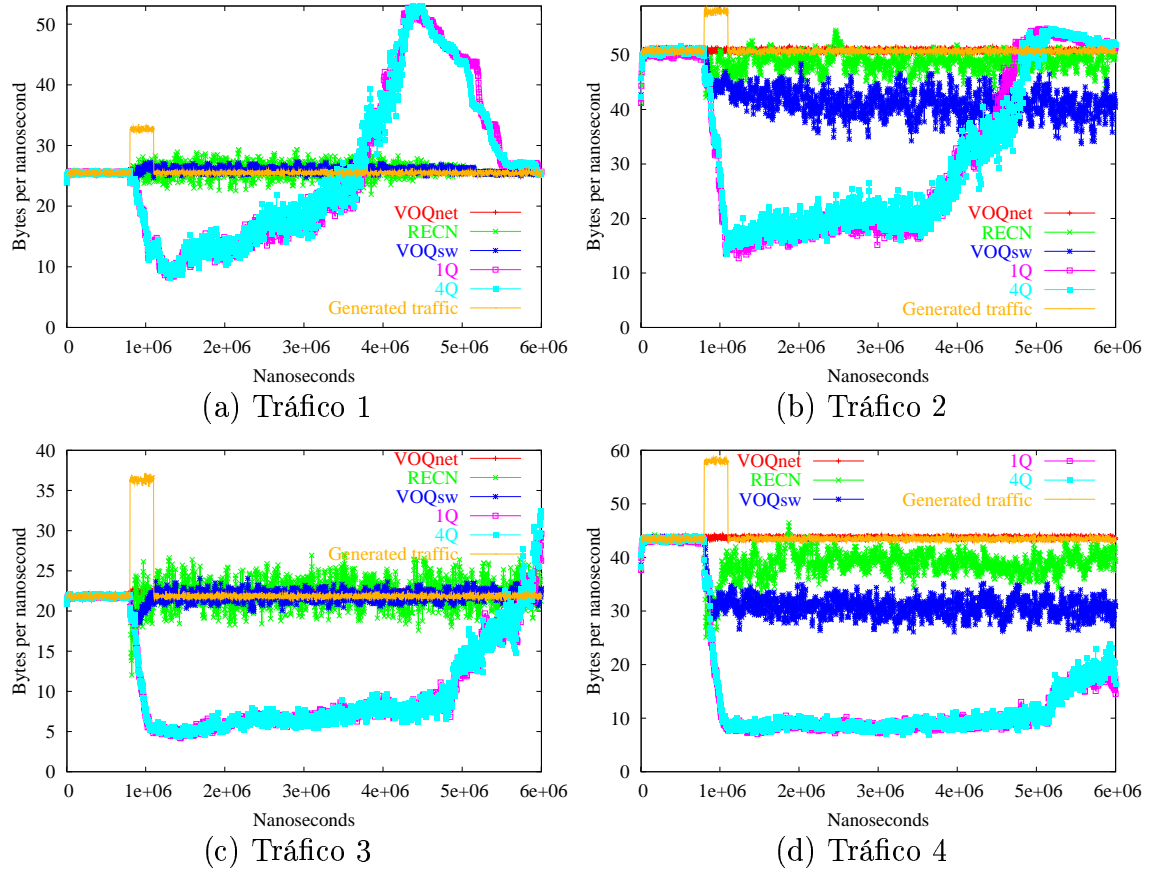 50
40
30
20
10
0
Bytes per nanosecond
VOQnet
RECN
VOQsw
1Q
4Q
Generated traffic
0 1e+06 2e+06 3e+06 4e+06 5e+06 6e+06
Nanoseconds
(a) Tráfico 1
50
40
30
20
10
0
Bytes per nanosecond
VOQnet
RECN
VOQsw
1Q
4Q
Generated traffic
0 1e+06 2e+06 3e+06 4e+06 5e+06 6e+06
Nanoseconds
(b) Tráfico 2
40
35
30
25
20
15
10
5
0
Bytes per nanosecond
VOQnet
RECN
VOQsw
1Q
4Q
Generated traffic
0 1e+06 2e+06 3e+06 4e+06 5e+06 6e+06
Nanoseconds
(c) Tráfico 3
60
50
40
30
20
10
0
Bytes per nanosecond
VOQnet
RECN
VOQsw
1Q
4Q
Generated traffic
0 1e+06 2e+06 3e+06 4e+06 5e+06 6e+06
Nanoseconds
(d) Tráfico 4